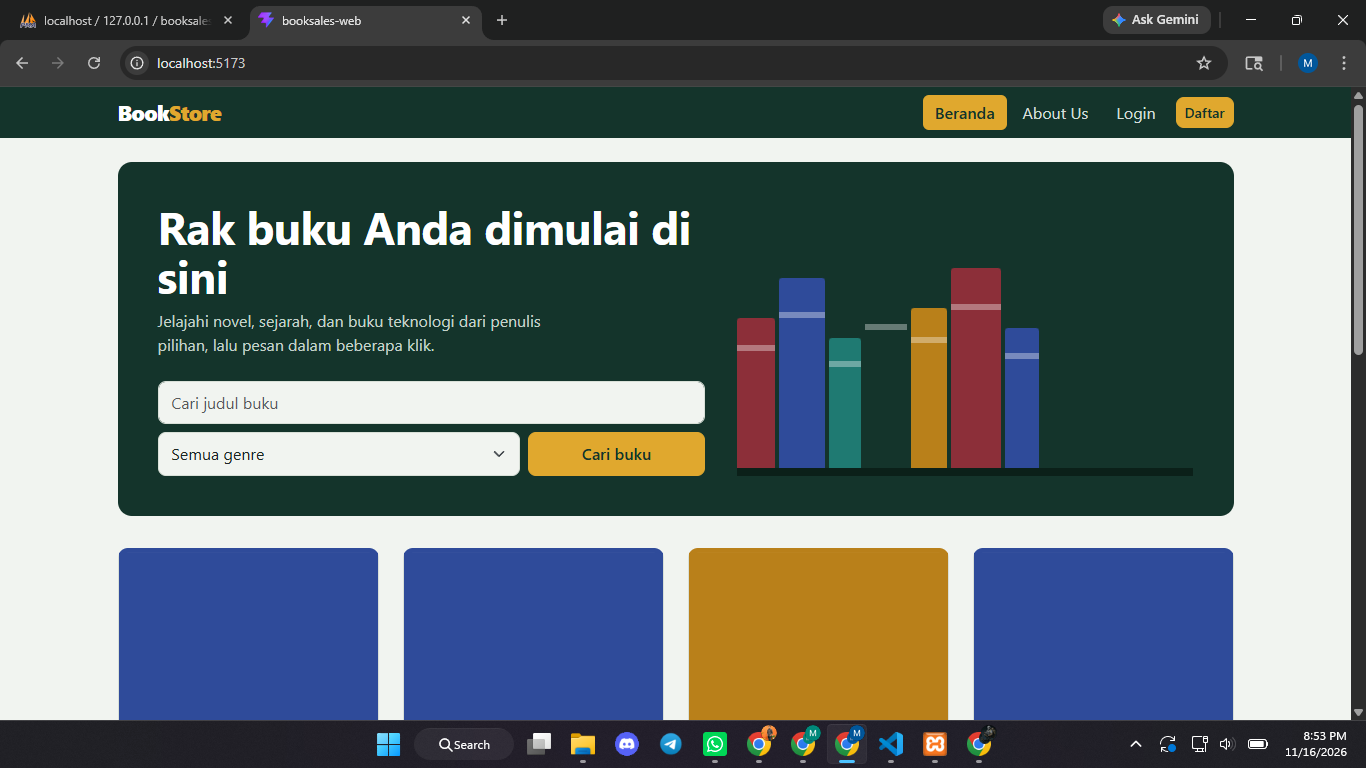 localhost / 127.0.0.1 / booksales
booksales-web
Ask Gemini
localhost:5173
M
BookStore
Beranda
About Us
Login
Daftar
Rak buku Anda dimulai di
sini
Jelajahi novel, sejarah, dan buku teknologi dari penulis
pilihan, lalu pesan dalam beberapa klik.
Cari judul buku
Semua genre
Cari buku
Search
M
M
8:53 PM
11/16/2026